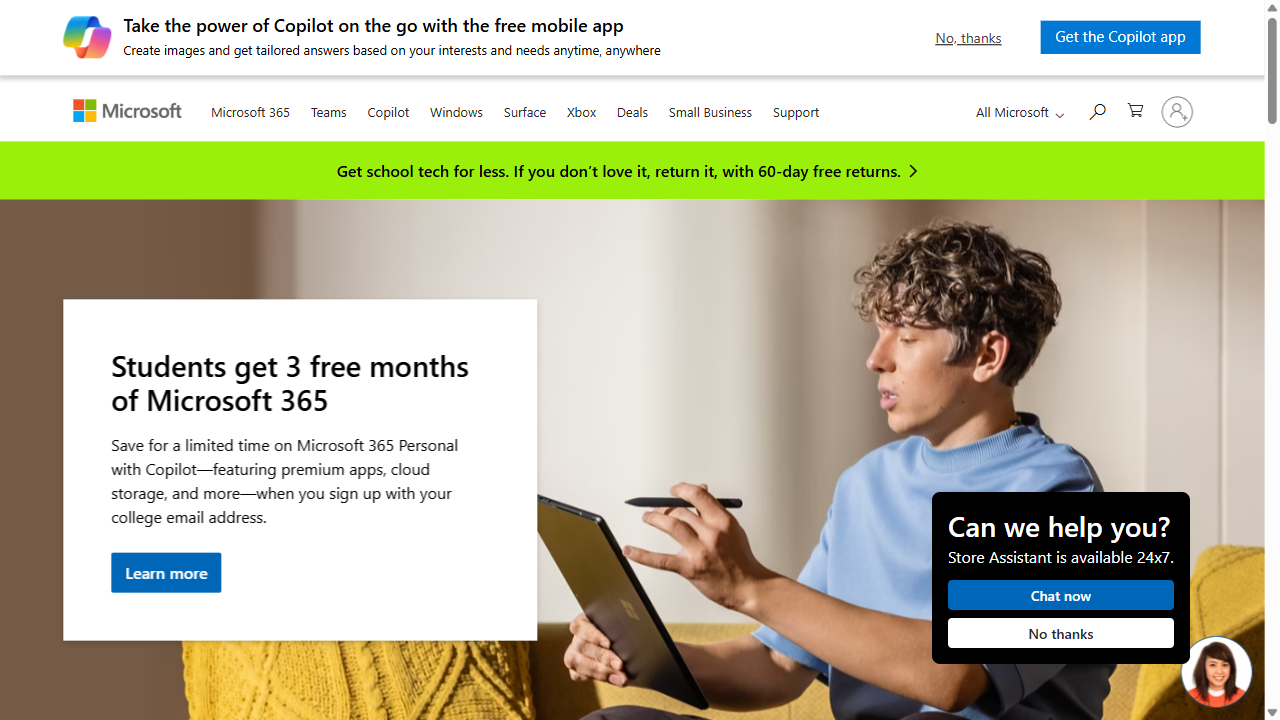 Take the power of Copilot on the go with the free mobile app
Create images and get tailored answers based on your interests and needs anytime, anywhere
No, thanks
Get the Copilot app
Microsoft
Microsoft 365
Teams
Copilot
Windows
Surface
Xbox
Deals
Small Business
Support
All Microsoft
Get school tech for less. If you don’t love it, return it, with 60-day free returns.
Students get 3 free months
of Microsoft 365
Save for a limited time on Microsoft 365 Personal
with Copilot—featuring premium apps, cloud
storage, and more—when you sign up with your
college email address.
Learn more
Can we help you?
Store Assistant is available 24x7.
Chat now
No thanks